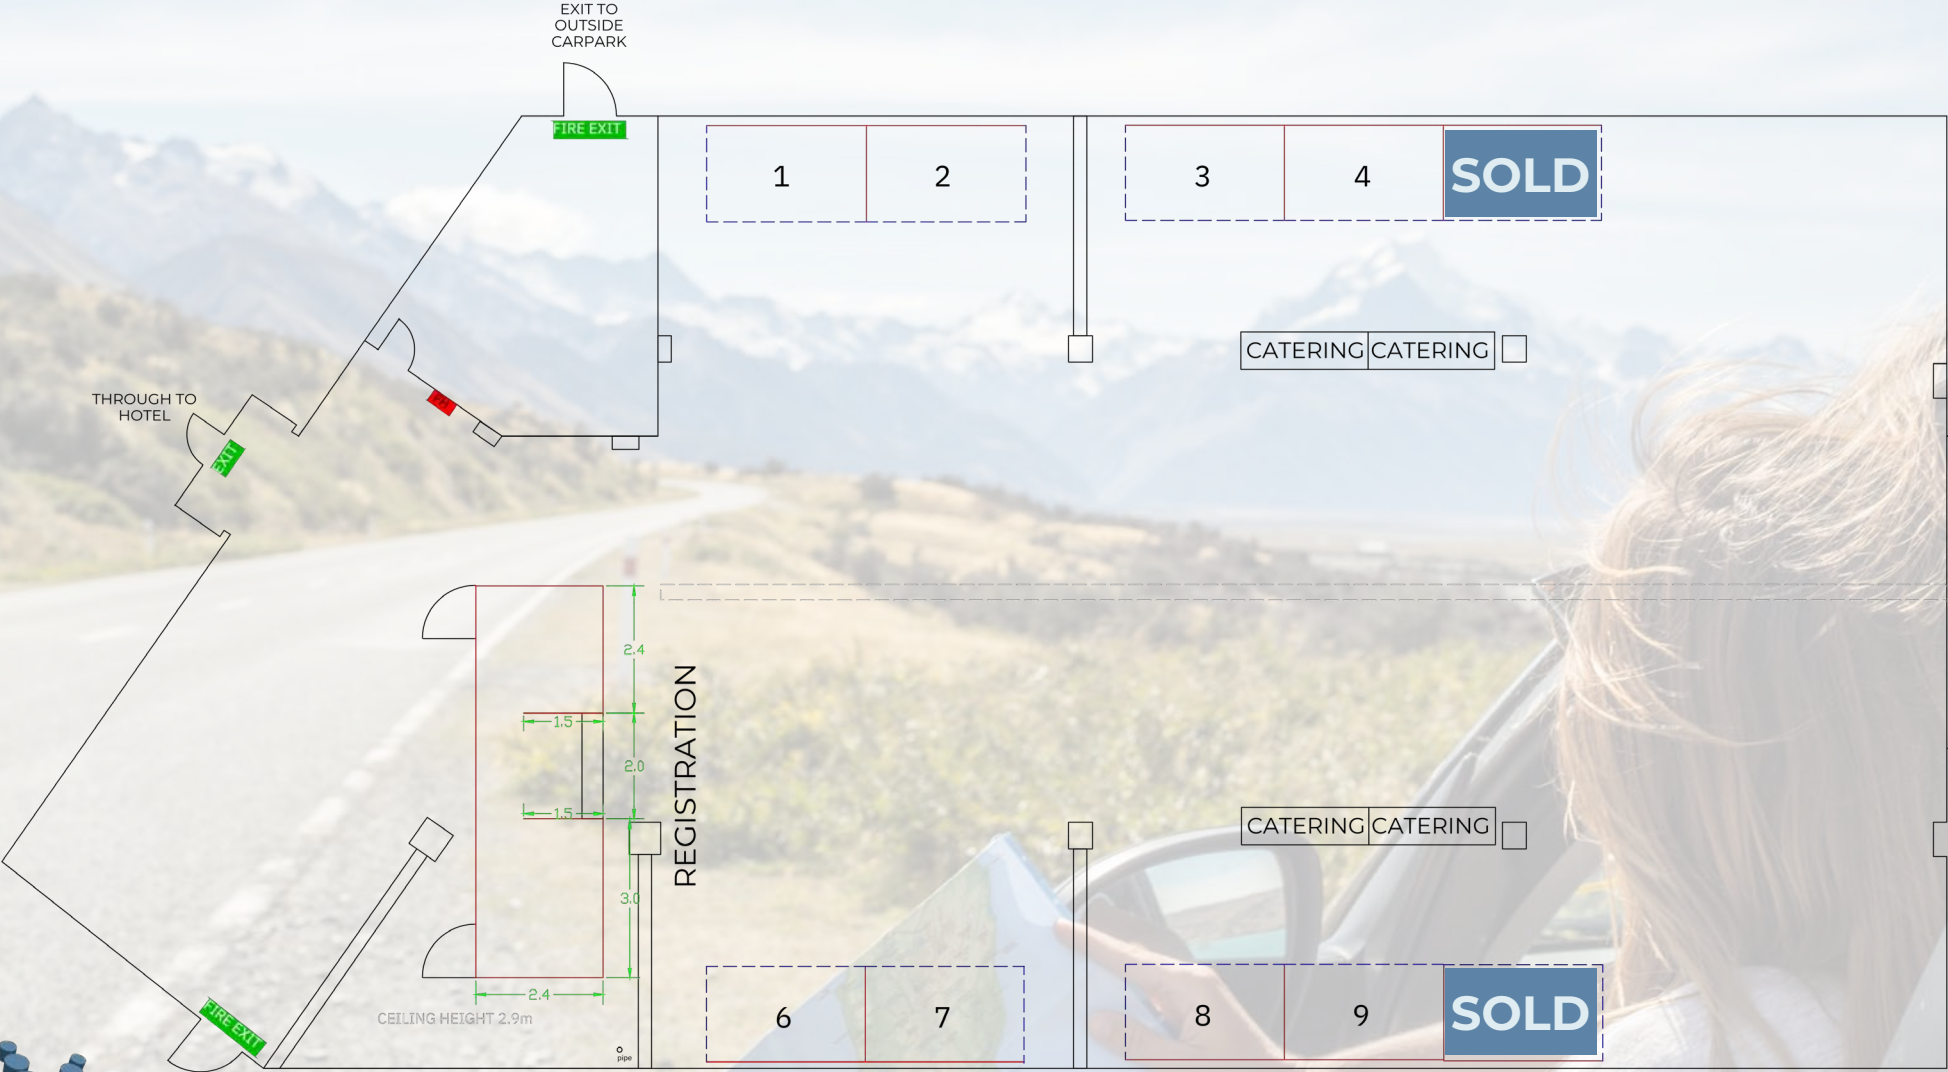 EXIT TO
OUTSIDE
CARPARK
FIRE EXIT
1
2
3
4
SOLD
CATERING
CATERING
THROUGH TO
HOTEL
EXIT
2.4
1.5
2.0
1.5
3.0
2.4
REGISTRATION
CATERING
CATERING
FIRE EXIT
CEILING HEIGHT 2.9m
pipe
6
7
8
9
SOLD